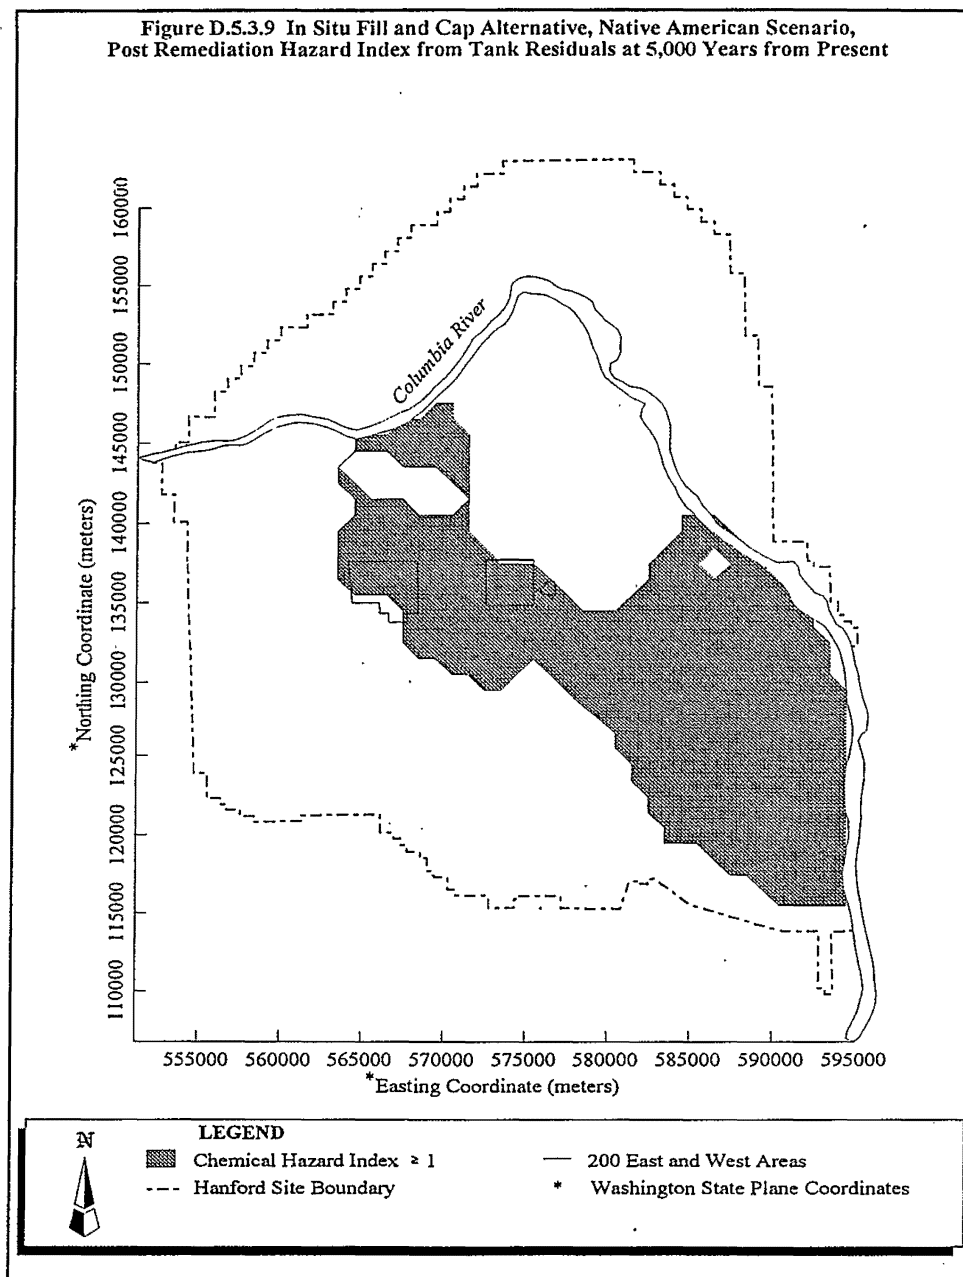 Figure D.5.3.9 In Situ Fill and Cap Alternative, Native American Scenario,
Post Remediation Hazard Index from Tank Residuals at 5,000 Years from Present
Columbia River
*Northing Coordinate (meters)
160000
155000
150000
145000
140000
135000
130000
125000
120000
115000
110000
555000 560000 565000 570000 575000 580000 585000 590000 595000
*Easting Coordinate (meters)
N
LEGEND
Chemical Hazard Index ≥ 1
200 East and West Areas
Hanford Site Boundary
* Washington State Plane Coordinates